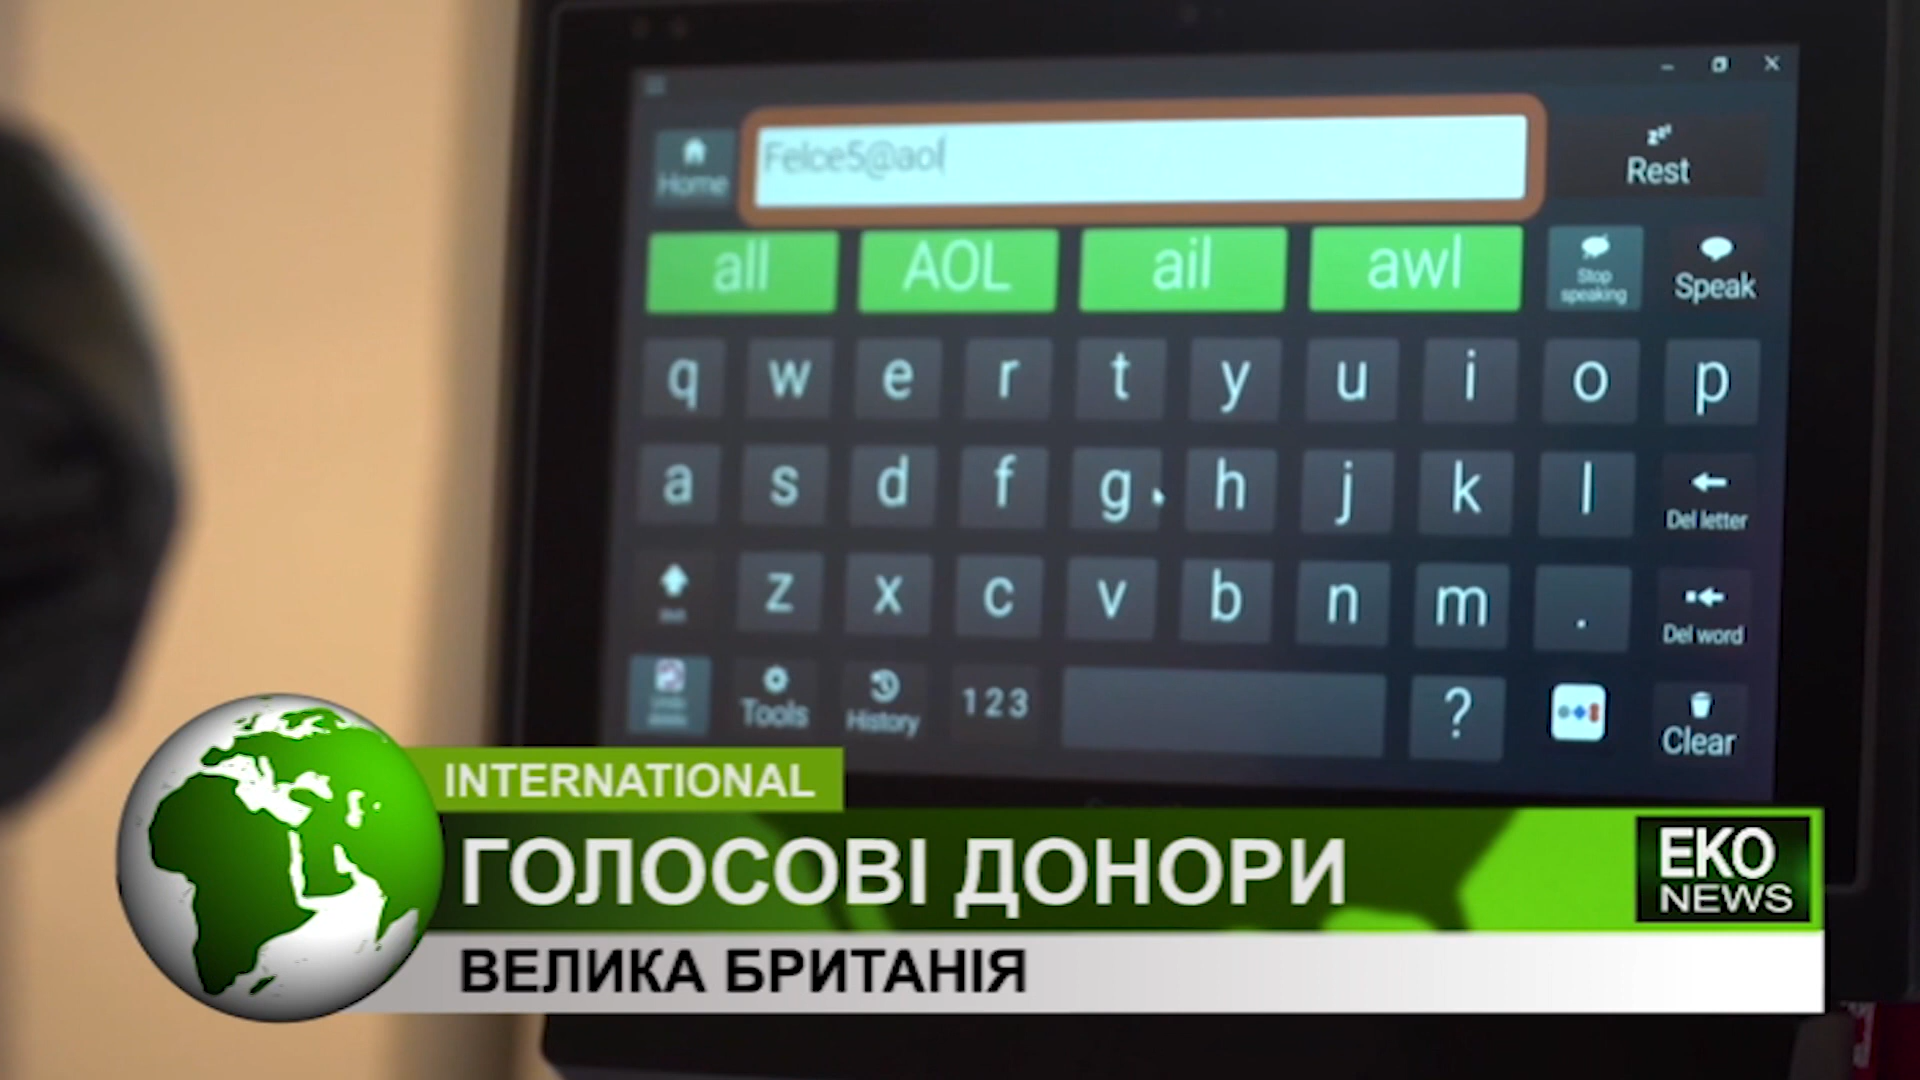 Home
Felce5@aol
zzz
Rest
all AOL ail awl
Stop
speaking
Speak
q w e r t y u i o p
a s d f g h j k l
Del letter
z x c v b n m .
Del word
Tools
History
1 2 3
?
Clear
INTERNATIONAL
ГОЛОСОВІ ДОНОРИ
EKO
NEWS
ВЕЛИКА БРИТАНІЯ